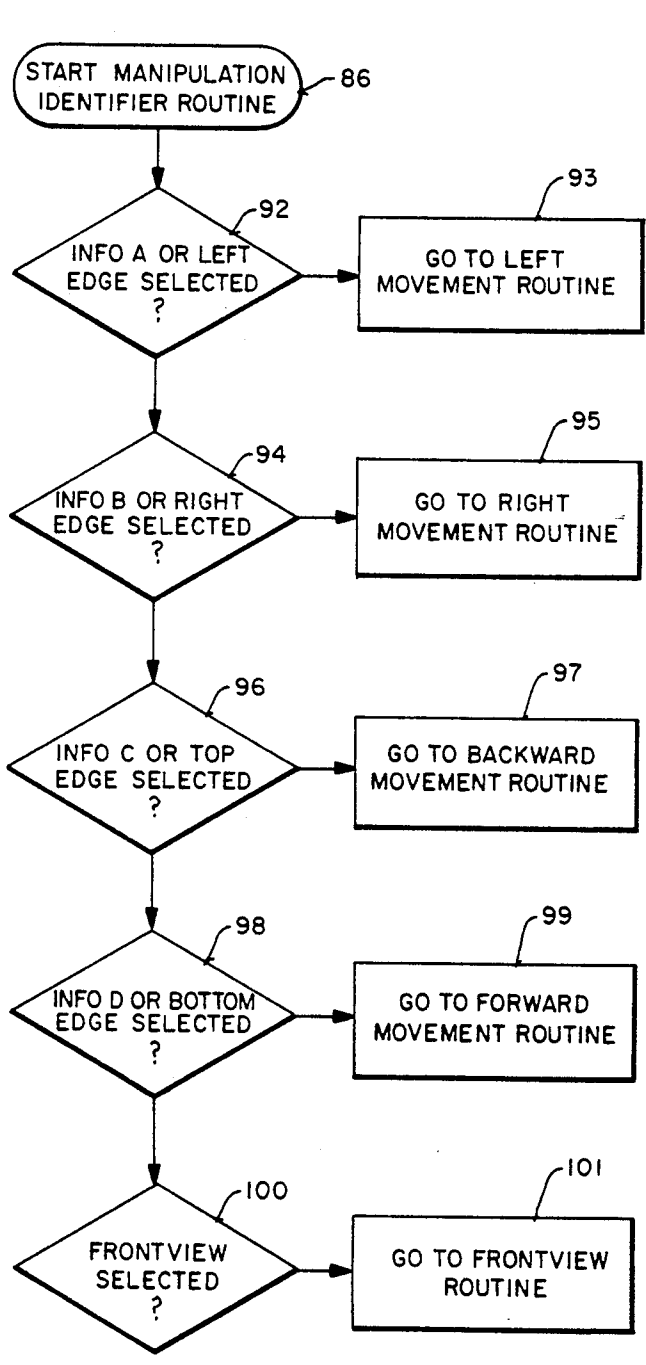 START MANIPULATION
IDENTIFIER ROUTINE
86
92
INFO A OR LEFT
EDGE SELECTED
?
93
GO TO LEFT
MOVEMENT ROUTINE
94
INFO B OR RIGHT
EDGE SELECTED
?
95
GO TO RIGHT
MOVEMENT ROUTINE
96
INFO C OR TOP
EDGE SELECTED
?
97
GO TO BACKWARD
MOVEMENT ROUTINE
98
INFO D OR BOTTOM
EDGE SELECTED
?
99
GO TO FORWARD
MOVEMENT ROUTINE
100
FRONTVIEW
SELECTED
?
101
GO TO FRONTVIEW
ROUTINE